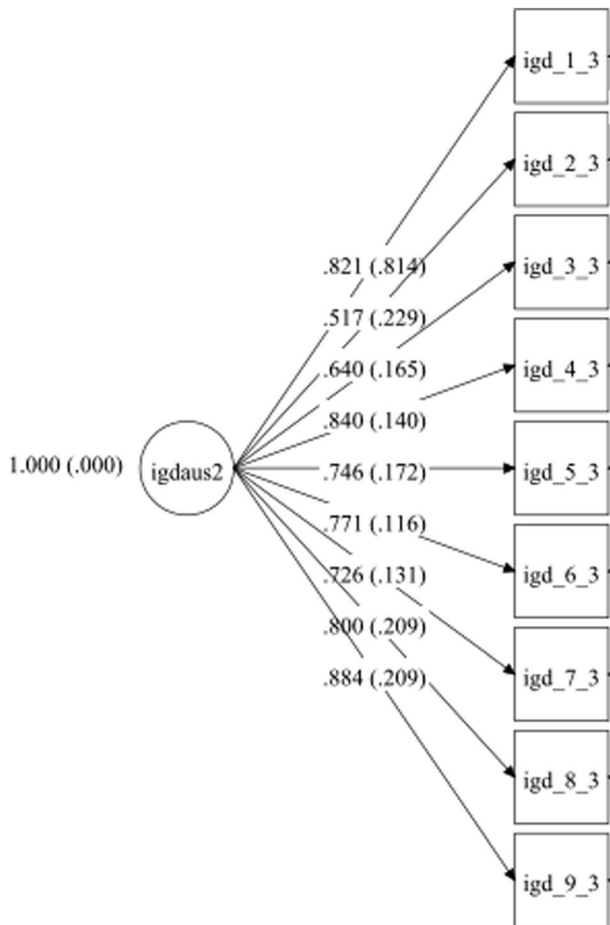 igd_1_3
igd_2_3
igd_3_3
igd_4_3
igd_5_3
igd_6_3
igd_7_3
igd_8_3
igd_9_3
.821 (.814)
.517 (.229)
.640 (.165)
.840 (.140)
.746 (.172)
.771 (.116)
.726 (.131)
.800 (.209)
.884 (.209)
1.000 (.000)
igdaus2